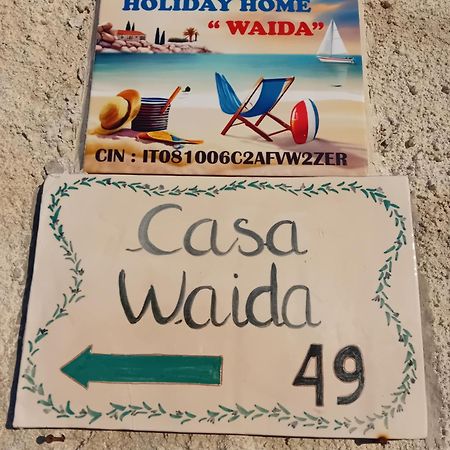 HOLIDAY HOME
“ WAIDA”
CIN : IT081006C2AFVW2ZER
Casa
Waida
49